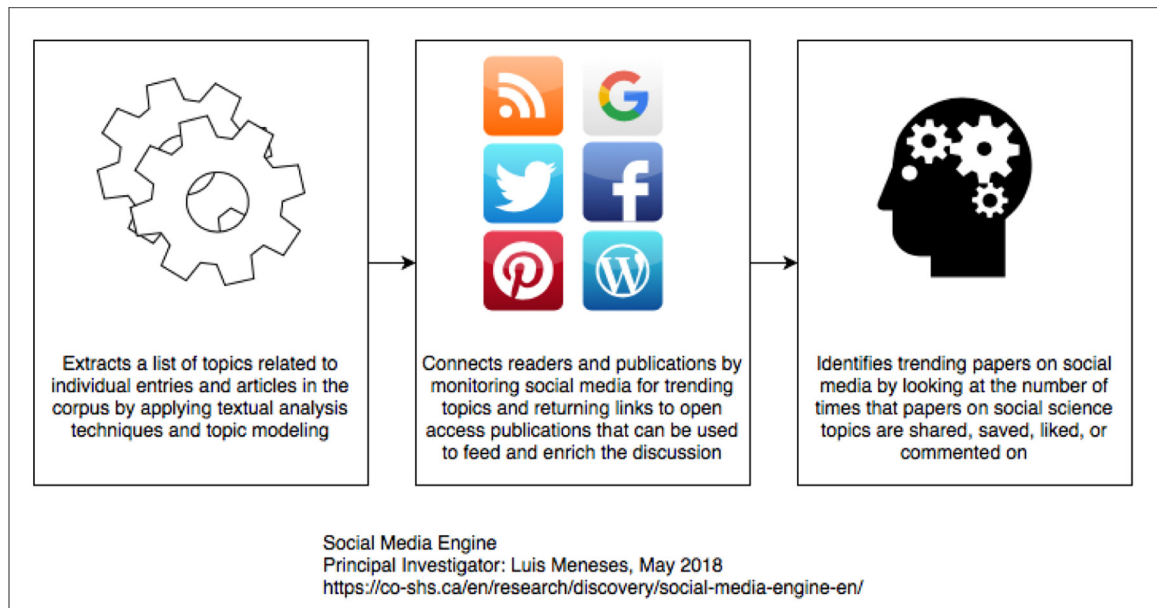 Extracts a list of topics related to
individual entries and articles in the
corpus by applying textual analysis
techniques and topic modeling
Connects readers and publications by
monitoring social media for trending
topics and returning links to open
access publications that can be used
to feed and enrich the discussion
Identifies trending papers on social
media by looking at the number of
times that papers on social science
topics are shared, saved, liked, or
commented on
Social Media Engine
Principal Investigator: Luis Meneses, May 2018
https://co-shs.ca/en/research/discovery/social-media-engine-en/